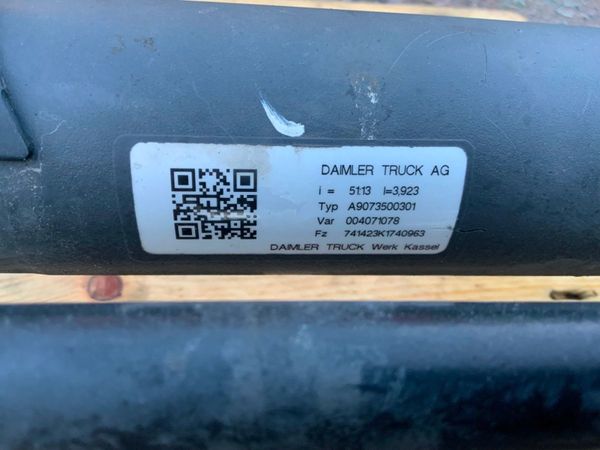 DAIMLER TRUCK AG
i = 51:13 I=3,923
Typ A9073500301
Var 004071078
Fz 741423K1740963
DAIMLER TRUCK Werk Kassel